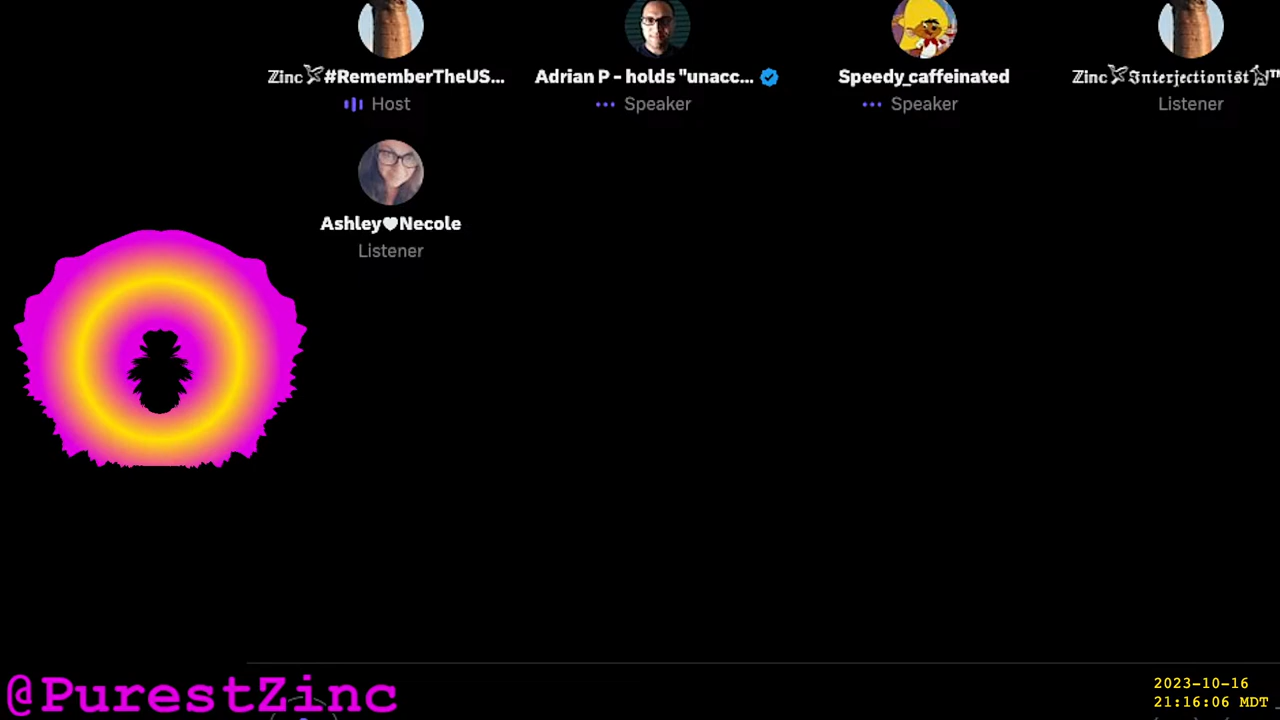 ℤinc🕊#RememberTheUS...
Host
Adrian P - holds "unacc...
Speaker
Speedy_caffeinated
Speaker
ℤinc🕊𝕴𝖓𝖙𝖊𝖗𝖏𝖊𝖈𝖙𝖎𝖔𝖓𝖎𝖘𝖙
Listener
Ashley♥Necole
Listener
@PurestZinc
2023-10-16
21:16:06 MDT